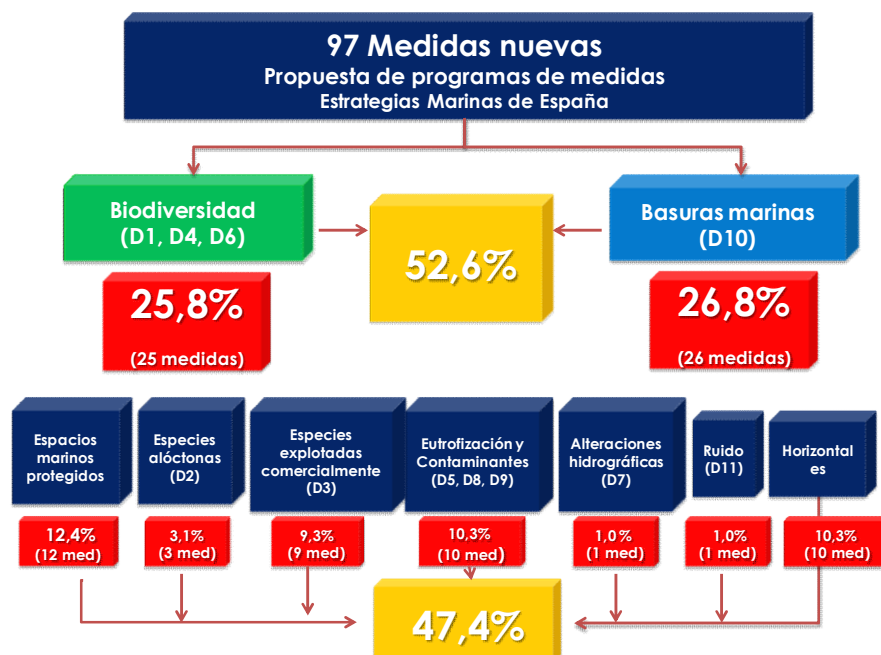 97 Medidas nuevas
Propuesta de programas de medidas
Estrategias Marinas de España
Biodiversidad
(D1, D4, D6)
52,6%
Basuras marinas
(D10)
25,8%
(25 medidas)
26,8%
(26 medidas)
Espacios
marinos
protegidos
Especies
alóctonas
(D2)
Especies
explotadas
comercialmente
(D3)
Eutrofización y
Contaminantes
(D5, D8, D9)
Alteraciones
hidrográficas
(D7)
Ruido
(D11)
Horizontal
es
12,4%
(12 med)
3,1%
(3 med)
9,3%
(9 med)
10,3%
(10 med)
1,0%
(1 med)
1,0%
(1 med)
10,3%
(10 med)
47,4%